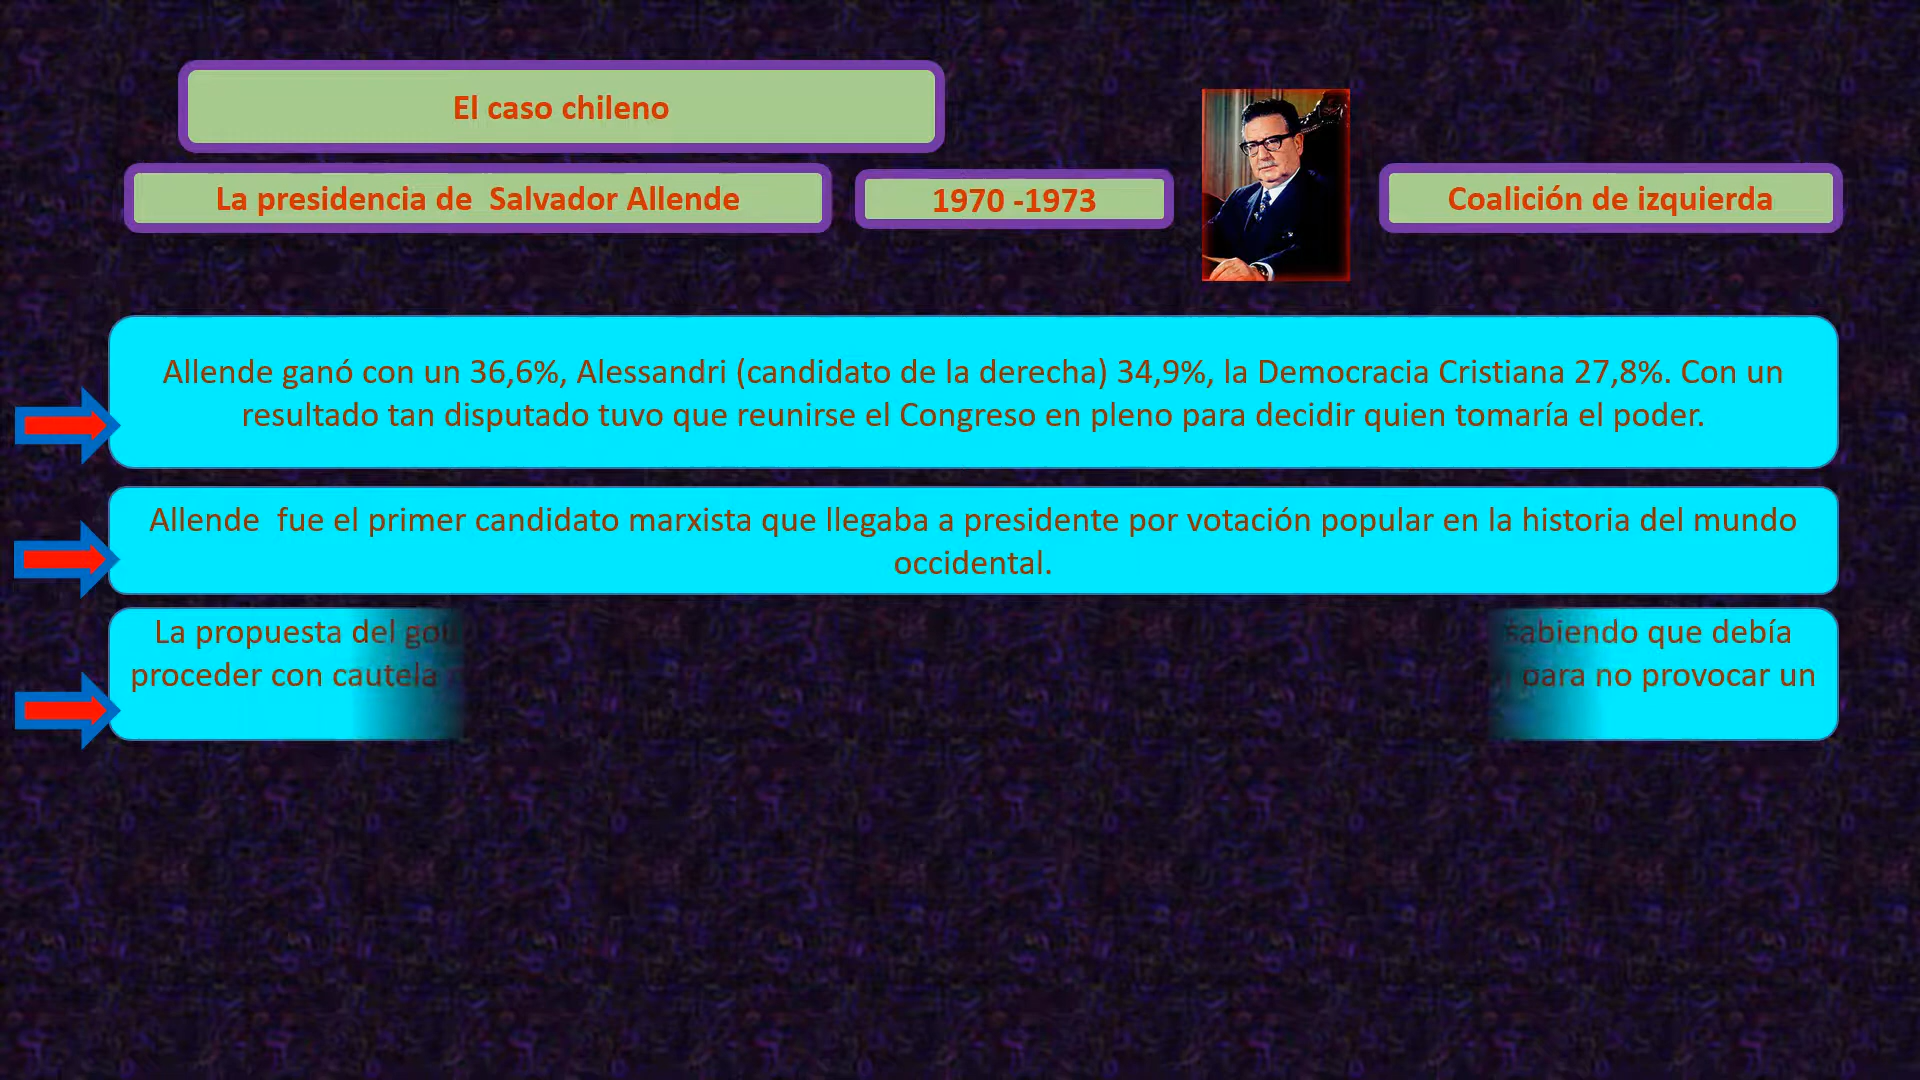 El caso chileno
La presidencia de  Salvador Allende
1970 -1973
Coalición de izquierda
Allende ganó con un 36,6%, Alessandri (candidato de la derecha) 34,9%, la Democracia Cristiana 27,8%. Con un
resultado tan disputado tuvo que reunirse el Congreso en pleno para decidir quien tomaría el poder.
Allende  fue el primer candidato marxista que llegaba a presidente por votación popular en la historia del mundo
occidental.
La propuesta del sabiendo que debía
proceder con cautela para no provocar un